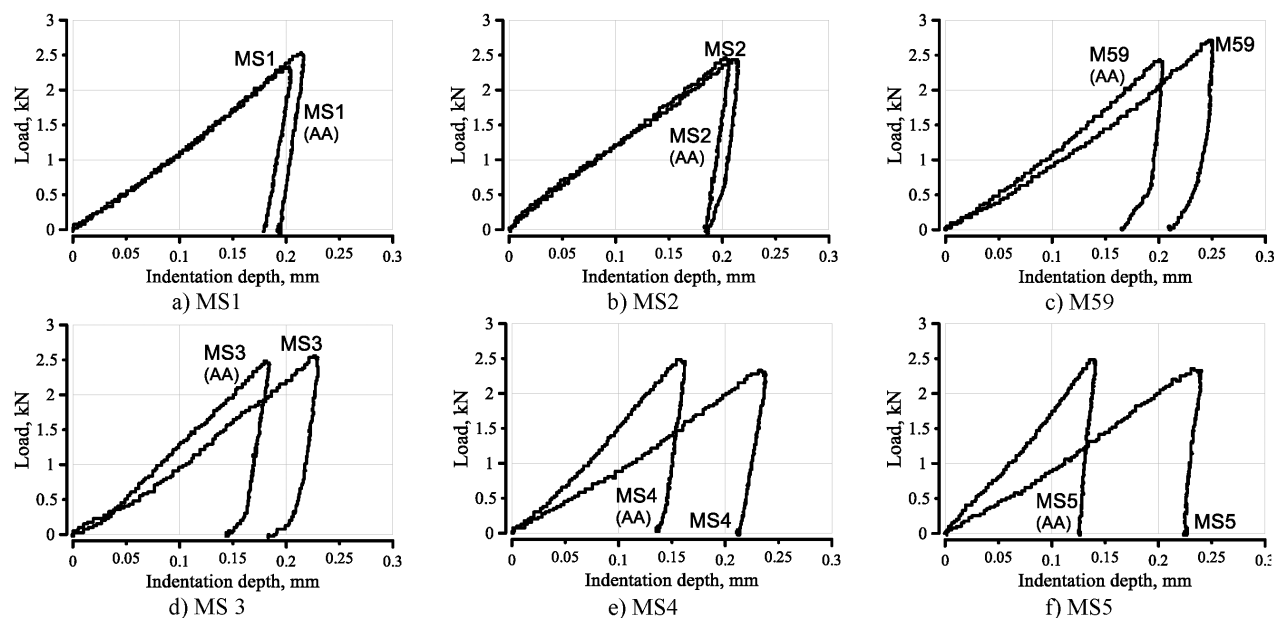 3
2.5
2
1.5
1
0.5
0
Load, kN
MS1
MS1
(AA)
0
0.05
0.1
0.15
0.2
0.25
0.3
Indentation depth, mm
a) MS1
3
2.5
2
1.5
1
0.5
0
Load, kN
MS2
MS2
(AA)
0
0.05
0.1
0.15
0.2
0.25
0.3
Indentation depth, mm
b) MS2
3
2.5
2
1.5
1
0.5
0
Load, kN
M59
(AA)
M59
0
0.05
0.1
0.15
0.2
0.25
0.3
Indentation depth, mm
c) M59
3
2.5
2
1.5
1
0.5
0
Load, kN
MS3
(AA)
MS3
0
0.05
0.1
0.15
0.2
0.25
0.3
Indentation depth, mm
d) MS 3
3
2.5
2
1.5
1
0.5
0
Load, kN
MS4
(AA)
MS4
0
0.05
0.1
0.15
0.2
0.25
0.3
Indentation depth, mm
e) MS4
3
2.5
2
1.5
1
0.5
0
Load, kN
MS5
(AA)
MS5
0
0.05
0.1
0.15
0.2
0.25
0.3
Indentation depth, mm
f) MS5